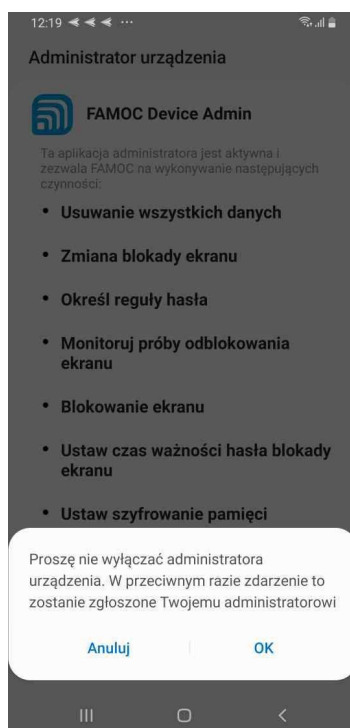 12:19
Administrator urządzenia
FAMOC Device Admin
Ta aplikacja administratora jest aktywna i
zezwala FAMOC na wykonywanie następujących
czynności:
• Usuwanie wszystkich danych
• Zmiana blokady ekranu
• Określ reguły hasła
• Monitoruj próby odblokowania
ekranu
• Blokowanie ekranu
• Ustaw czas ważności hasła blokady
ekranu
• Ustaw szyfrowanie pamięci
Proszę nie wyłączać administratora
urządzenia. W przeciwnym razie zdarzenie to
zostanie zgłoszone Twojemu administratorowi
Anuluj OK